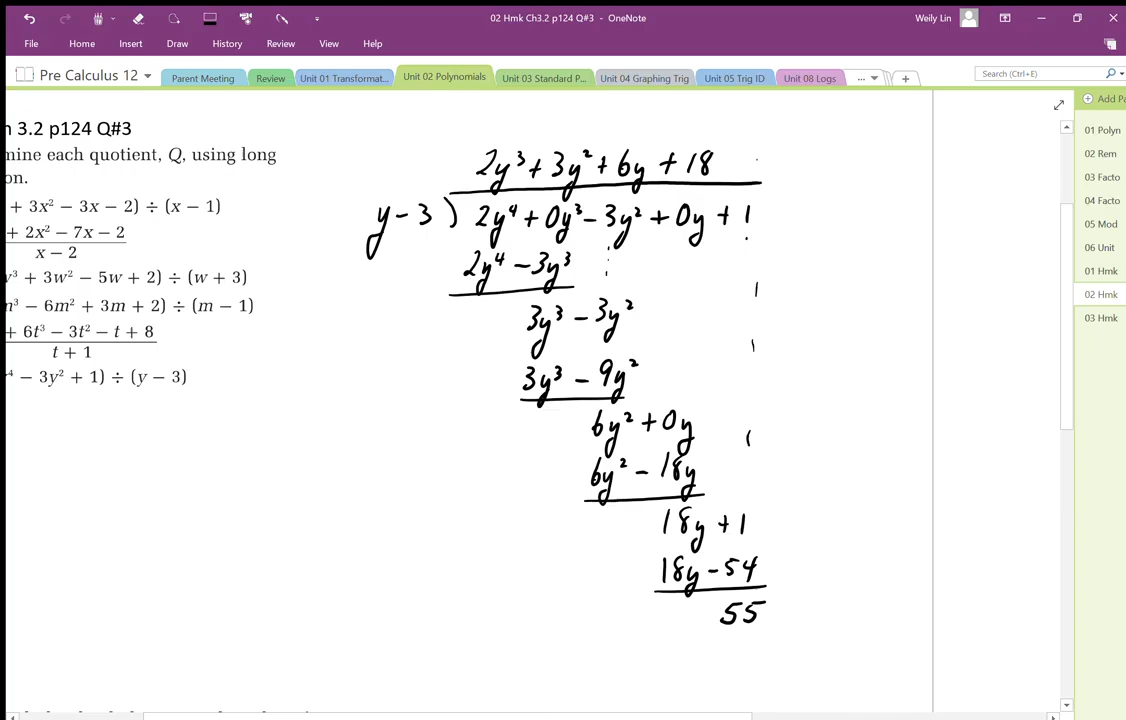 02 Hmk Ch3.2 p124 Q#3 - OneNote
Weily Lin
File Home Insert Draw History Review View Help
Pre Calculus 12
Parent Meeting Review Unit 01 Transformat... Unit 02 Polynomials Unit 03 Standard P... Unit 04 Graphing Trig Unit 05 Trig ID Unit 08 Logs ... +
Search (Ctrl+E)
Add Pa
01 Polyn
02 Rem
03 Facto
04 Facto
05 Mod
06 Unit
01 Hmk
02 Hmk
03 Hmk
h 3.2 p124 Q#3
mine each quotient, Q, using long
on.
+ 3x² − 3x − 2) ÷ (x − 1)
+ 2x² − 7x − 2
x − 2
³ + 3w² − 5w + 2) ÷ (w + 3)
³ − 6m² + 3m + 2) ÷ (m − 1)
+ 6t³ − 3t² − t + 8
t + 1
⁴ − 3y² + 1) ÷ (y − 3)
2y³ + 3y² + 6y + 18
y − 3 ) 2y⁴ + 0y³ − 3y² + 0y + 1
2y⁴ − 3y³
3y³ − 3y²
3y³ − 9y²
6y² + 0y
6y² − 18y
18y + 1
18y − 54
55